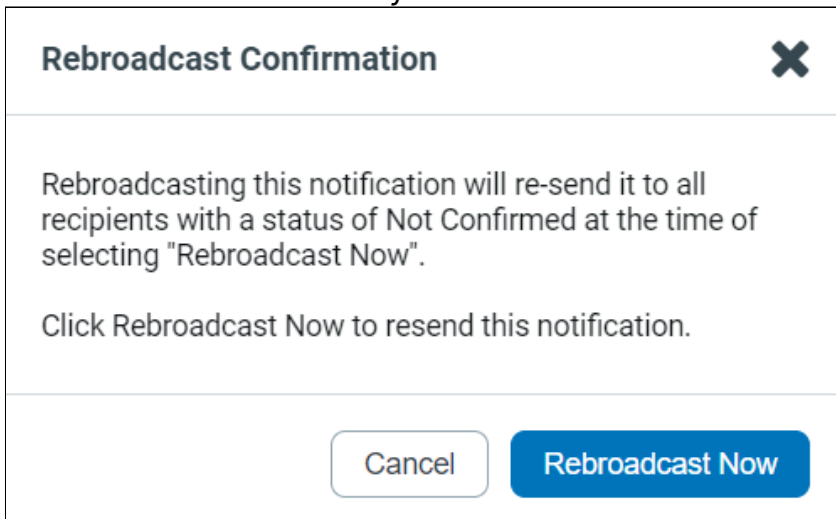 Rebroadcast Confirmation
Rebroadcasting this notification will re-send it to all
recipients with a status of Not Confirmed at the time of
selecting "Rebroadcast Now".
Click Rebroadcast Now to resend this notification.
Cancel Rebroadcast Now